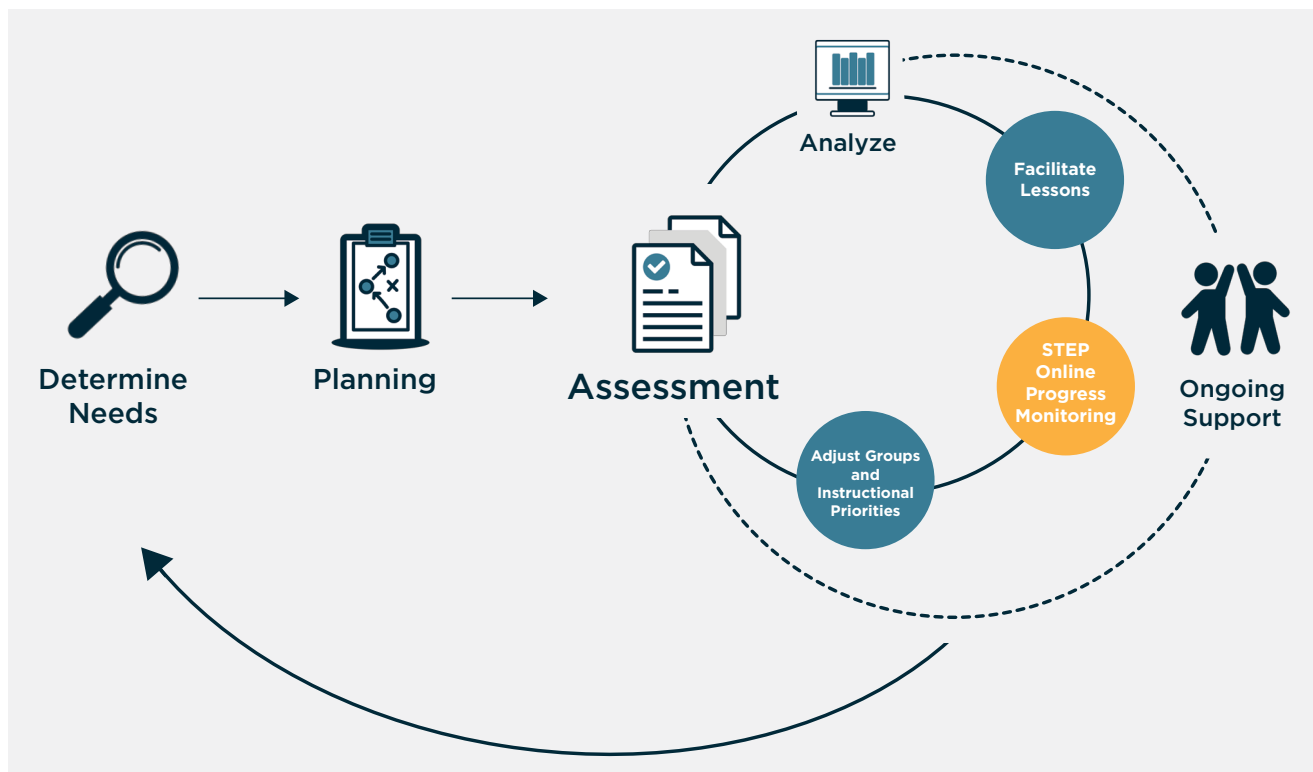 Determine
Needs
Planning
Assessment
Analyze
Facilitate
Lessons
STEP
Online
Progress
Monitoring
Adjust Groups
and
Instructional
Priorities
Ongoing
Support